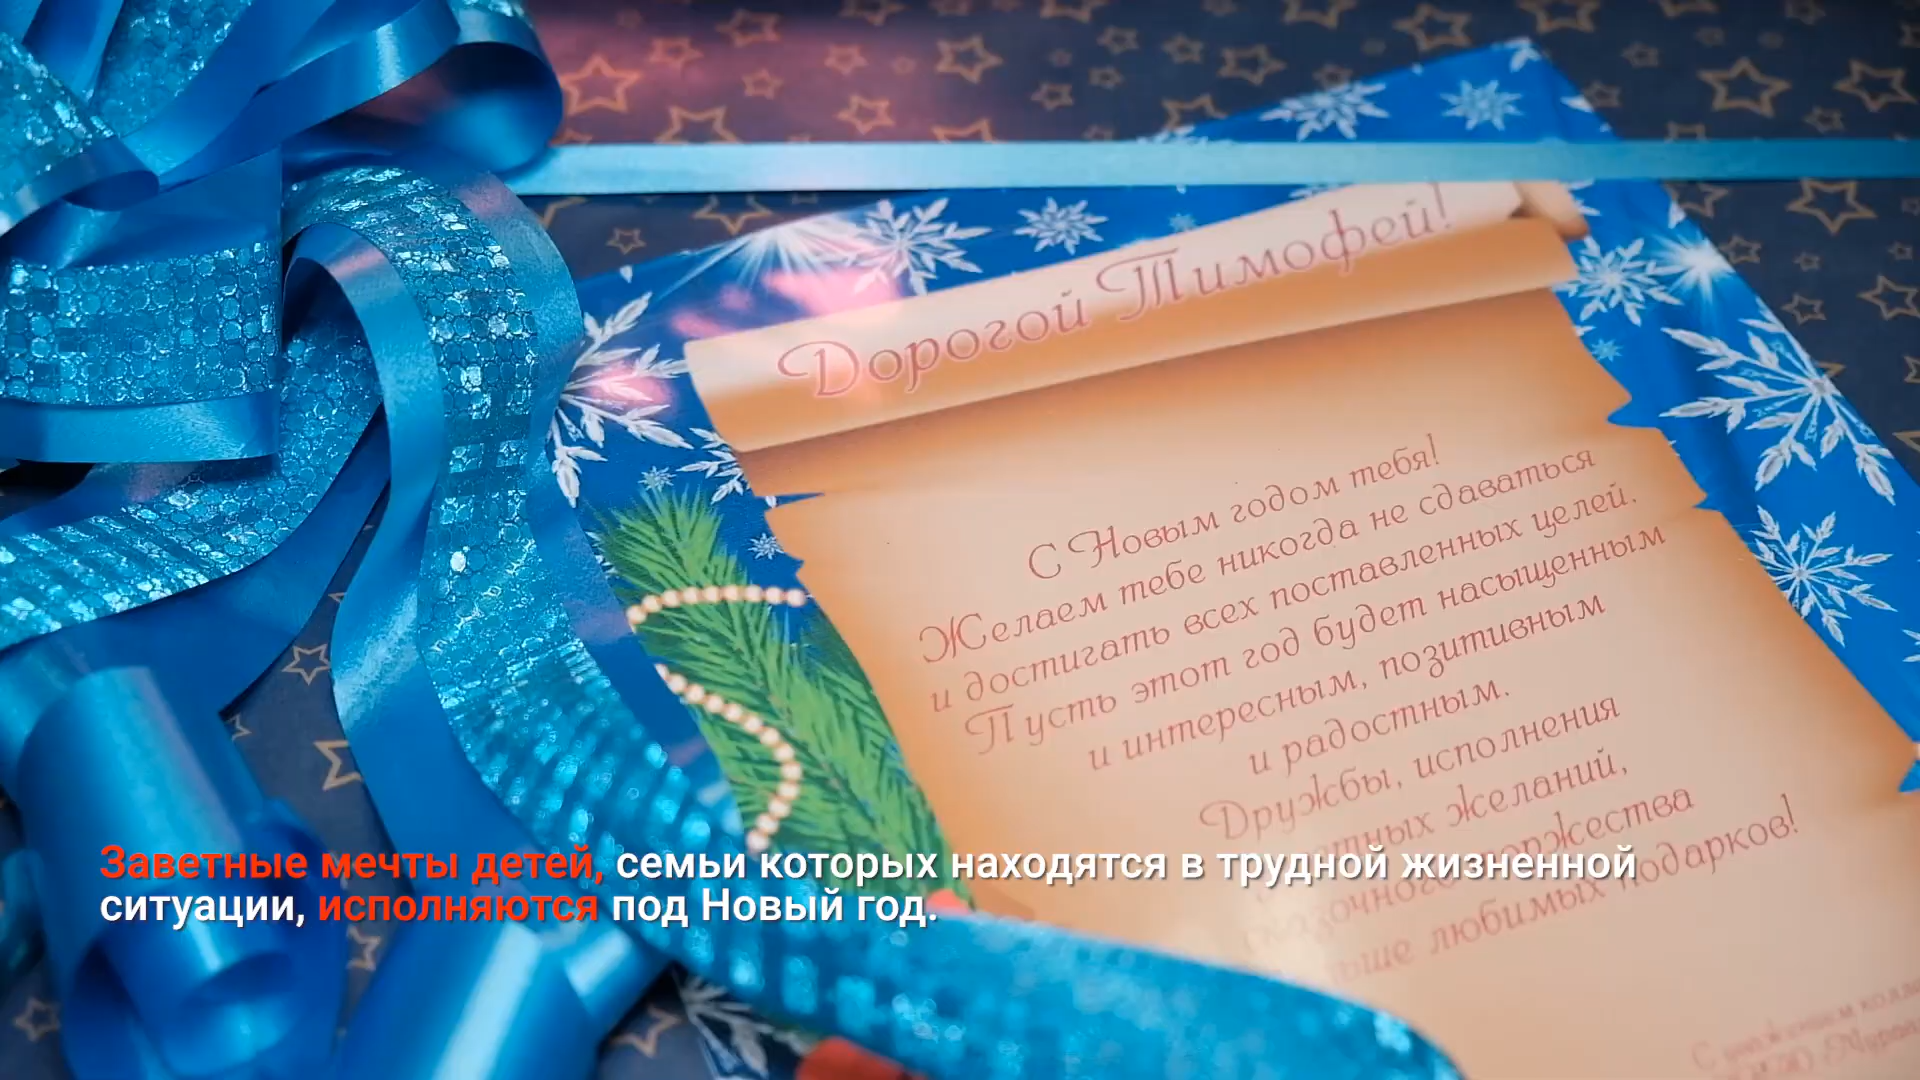 Дорогой Тимофей!
С Новым годом тебя!
Желаем тебе никогда не сдаваться
и достигать всех поставленных целей.
Пусть этот год будет насыщенным
и интересным, позитивным
и радостным.
Дружбы, исполнения
желаний,
любимых подарков!
Заветные мечты детей, семьи которых находятся в трудной жизненной
ситуации, исполняются под Новый год.